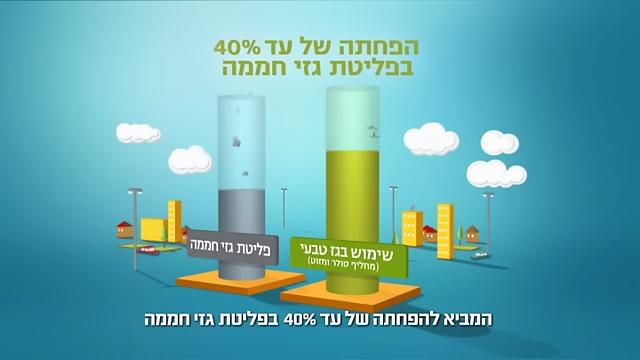 הפחתה של עד 40%
בפליטת גזי חממה
פליטת גזי חממה
שימוש בגז טבעי
(מחליף סולר ומזוט)
המביא להפחתה של עד 40% בפליטת גזי חממה